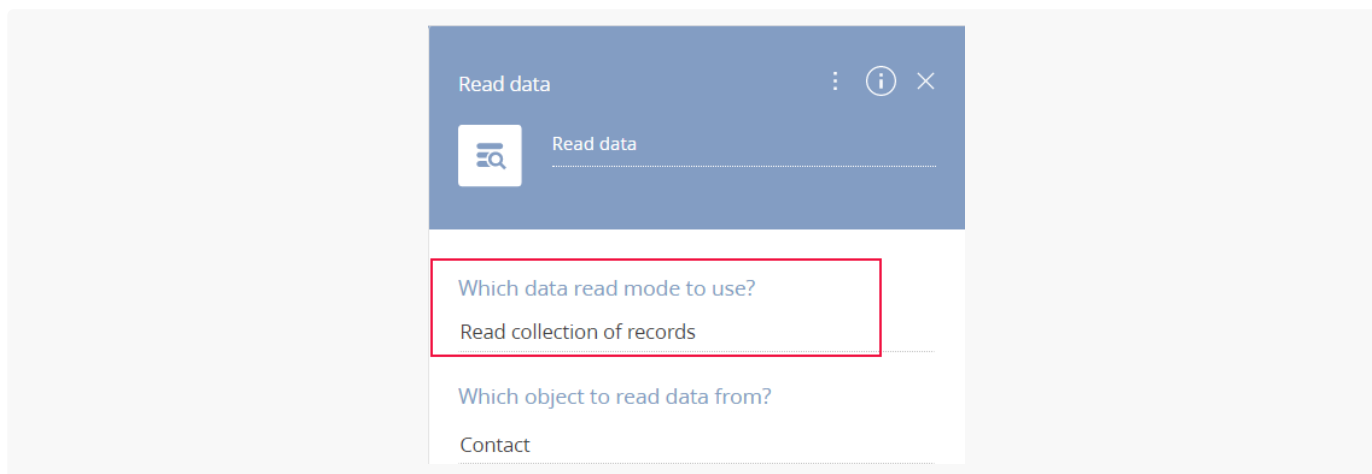 Read data
Read data
Which data read mode to use?
Read collection of records
Which object to read data from?
Contact